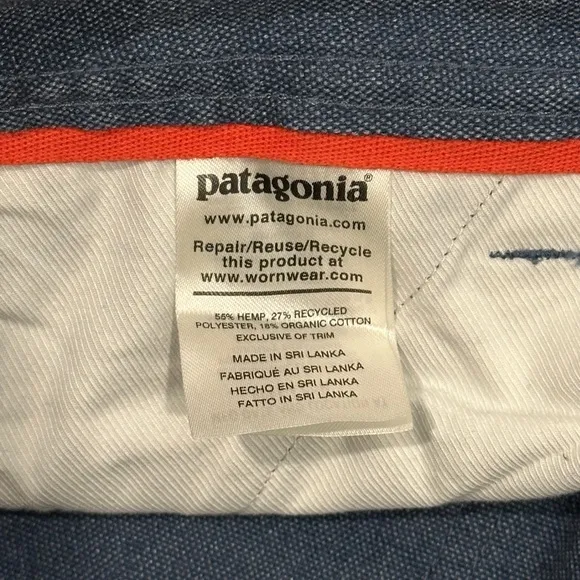 patagonia®
www.patagonia.com
Repair/Reuse/Recycle
this product at
www.wornwear.com
55% HEMP, 27% RECYCLED
POLYESTER, 18% ORGANIC COTTON
EXCLUSIVE OF TRIM
MADE IN SRI LANKA
FABRIQUÉ AU SRI LANKA
HECHO EN SRI LANKA
FATTO IN SRI LANKA